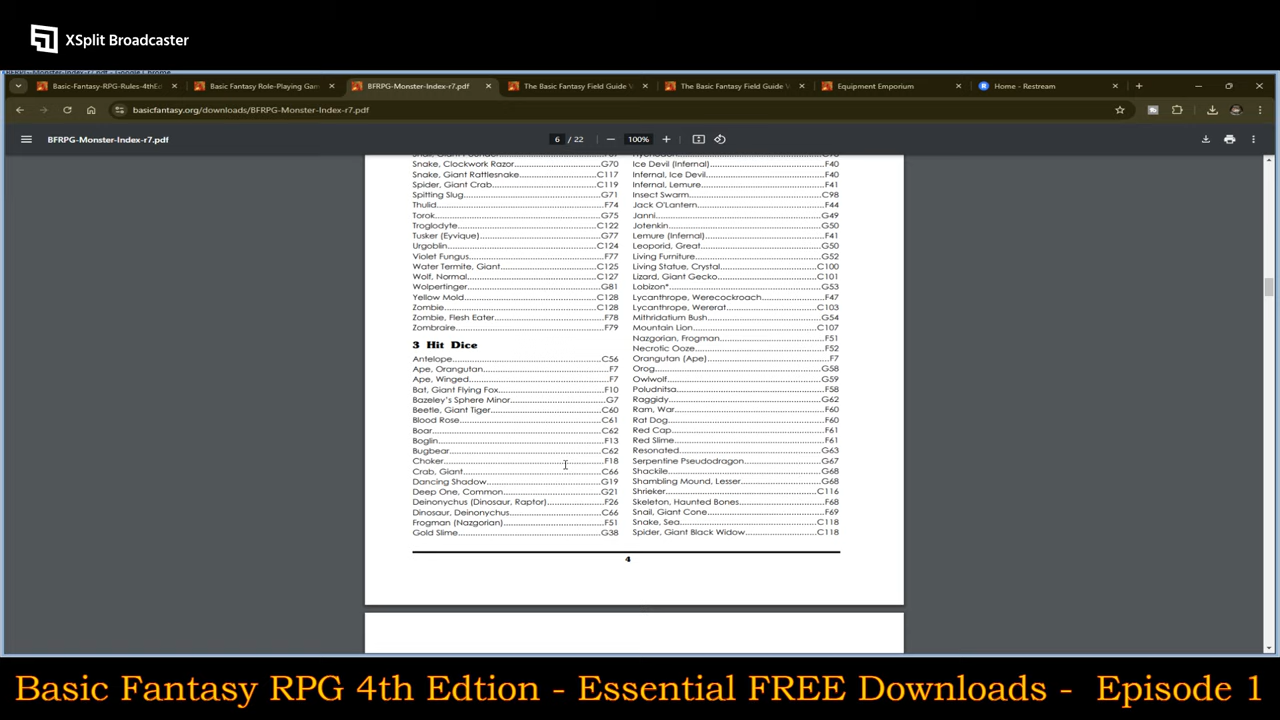 XSplit Broadcaster
BFRPG-Monster-Index-r7.pdf - Google Chrome
Basic-Fantasy-RPG-Rules-4thEd
Basic Fantasy Role-Playing Gam
BFRPG-Monster-Index-r7.pdf
The Basic Fantasy Field Guide V
The Basic Fantasy Field Guide V
Equipment Emporium
Home - Restream
basicfantasy.org/downloads/BFRPG-Monster-Index-r7.pdf
BFRPG-Monster-Index-r7.pdf
6 / 22
100%
Snake, Clockwork Razor.....G70
Snake, Giant Rattlesnake.....C117
Spider, Giant Crab.....C119
Spitting Slug.....G71
Thulid.....F74
Torok.....G75
Troglodyte.....C122
Tusker (Eyvique).....G77
Urgoblin.....C124
Violet Fungus.....F77
Water Termite, Giant.....C125
Wolf, Normal.....C127
Wolpertinger.....G81
Yellow Mold.....C128
Zombie.....C128
Zombie, Flesh Eater.....F78
Zombraire.....F79
3 Hit Dice
Antelope.....C56
Ape, Orangutan.....F7
Ape, Winged.....F7
Bat, Giant Flying Fox.....F10
Bazeley's Sphere Minor.....G7
Beetle, Giant Tiger.....C60
Blood Rose.....C61
Boar.....C62
Boglin.....F13
Bugbear.....C62
Choker.....F18
Crab, Giant.....C66
Dancing Shadow.....G19
Deep One, Common.....G21
Deinonychus (Dinosaur, Raptor).....F26
Dinosaur, Deinonychus.....C66
Frogman (Nazgorian).....F51
Gold Slime.....G38
Ice Devil (Infernal).....F40
Infernal, Ice Devil.....F40
Infernal, Lemure.....F41
Insect Swarm.....C98
Jack O'Lantern.....F44
Janni.....G49
Jotenkin.....G50
Lemure (Infernal).....F41
Leoporid, Great.....G50
Living Furniture.....G52
Living Statue, Crystal.....C100
Lizard, Giant Gecko.....C101
Lobizon*.....G53
Lycanthrope, Werecockroach.....F47
Lycanthrope, Wererat.....C103
Mithridatium Bush.....G54
Mountain Lion.....C107
Nazgorian, Frogman.....F51
Necrotic Ooze.....F52
Orangutan (Ape).....F7
Orog.....G58
Owlwolf.....G59
Poludnitsa.....F58
Raggidy.....G62
Ram, War.....F60
Rat Dog.....F60
Red Cap.....F61
Red Slime.....F61
Resonated.....G63
Serpentine Pseudodragon.....G67
Shackile.....G68
Shambling Mound, Lesser.....G68
Shrieker.....C116
Skeleton, Haunted Bones.....F68
Snail, Giant Cone.....F69
Snake, Sea.....C118
Spider, Giant Black Widow.....C118
4
Basic Fantasy RPG 4th Edtion - Essential FREE Downloads - Episode 1